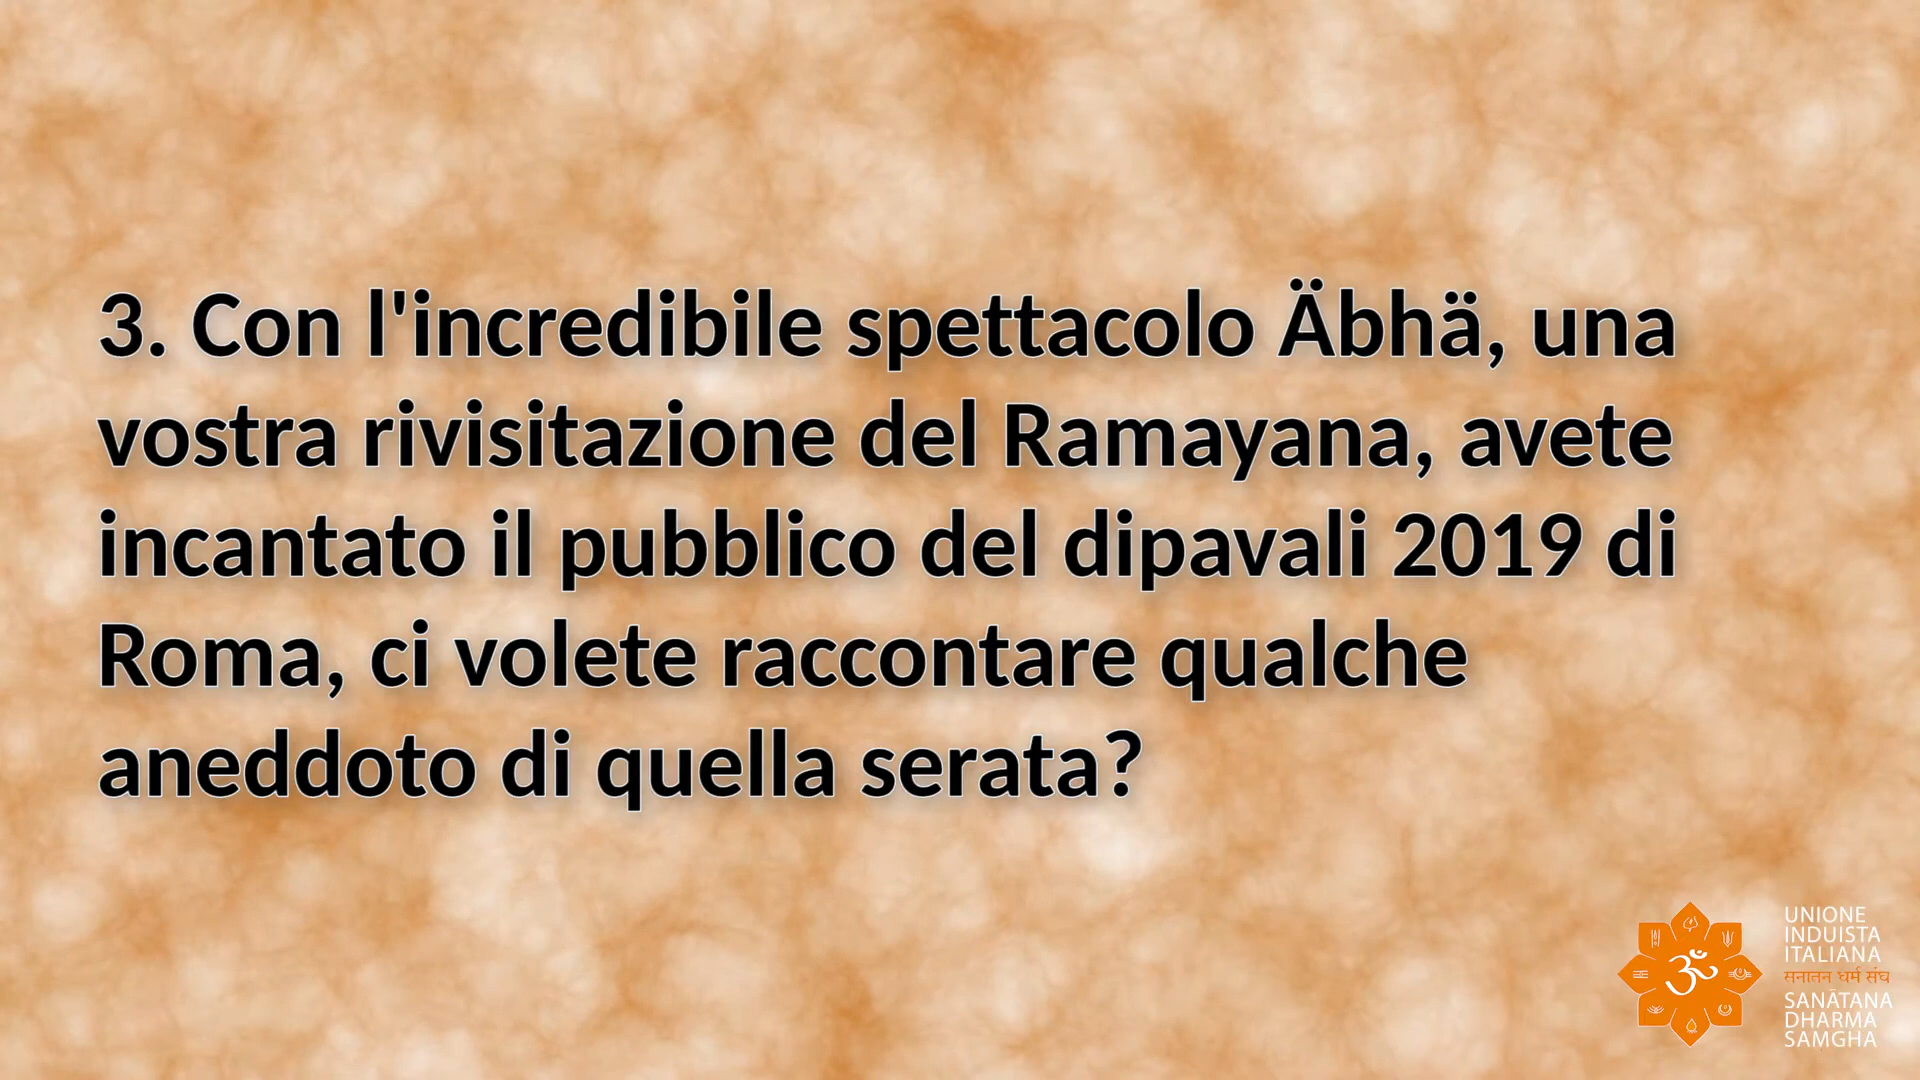 3. Con l'incredibile spettacolo Äbhä, una
vostra rivisitazione del Ramayana, avete
incantato il pubblico del dipavali 2019 di
Roma, ci volete raccontare qualche
aneddoto di quella serata?
ॐ
UNIONE
INDUISTA
ITALIANA
सनातन धर्म संघ
SANĀTANA
DHARMA
SAMGHA